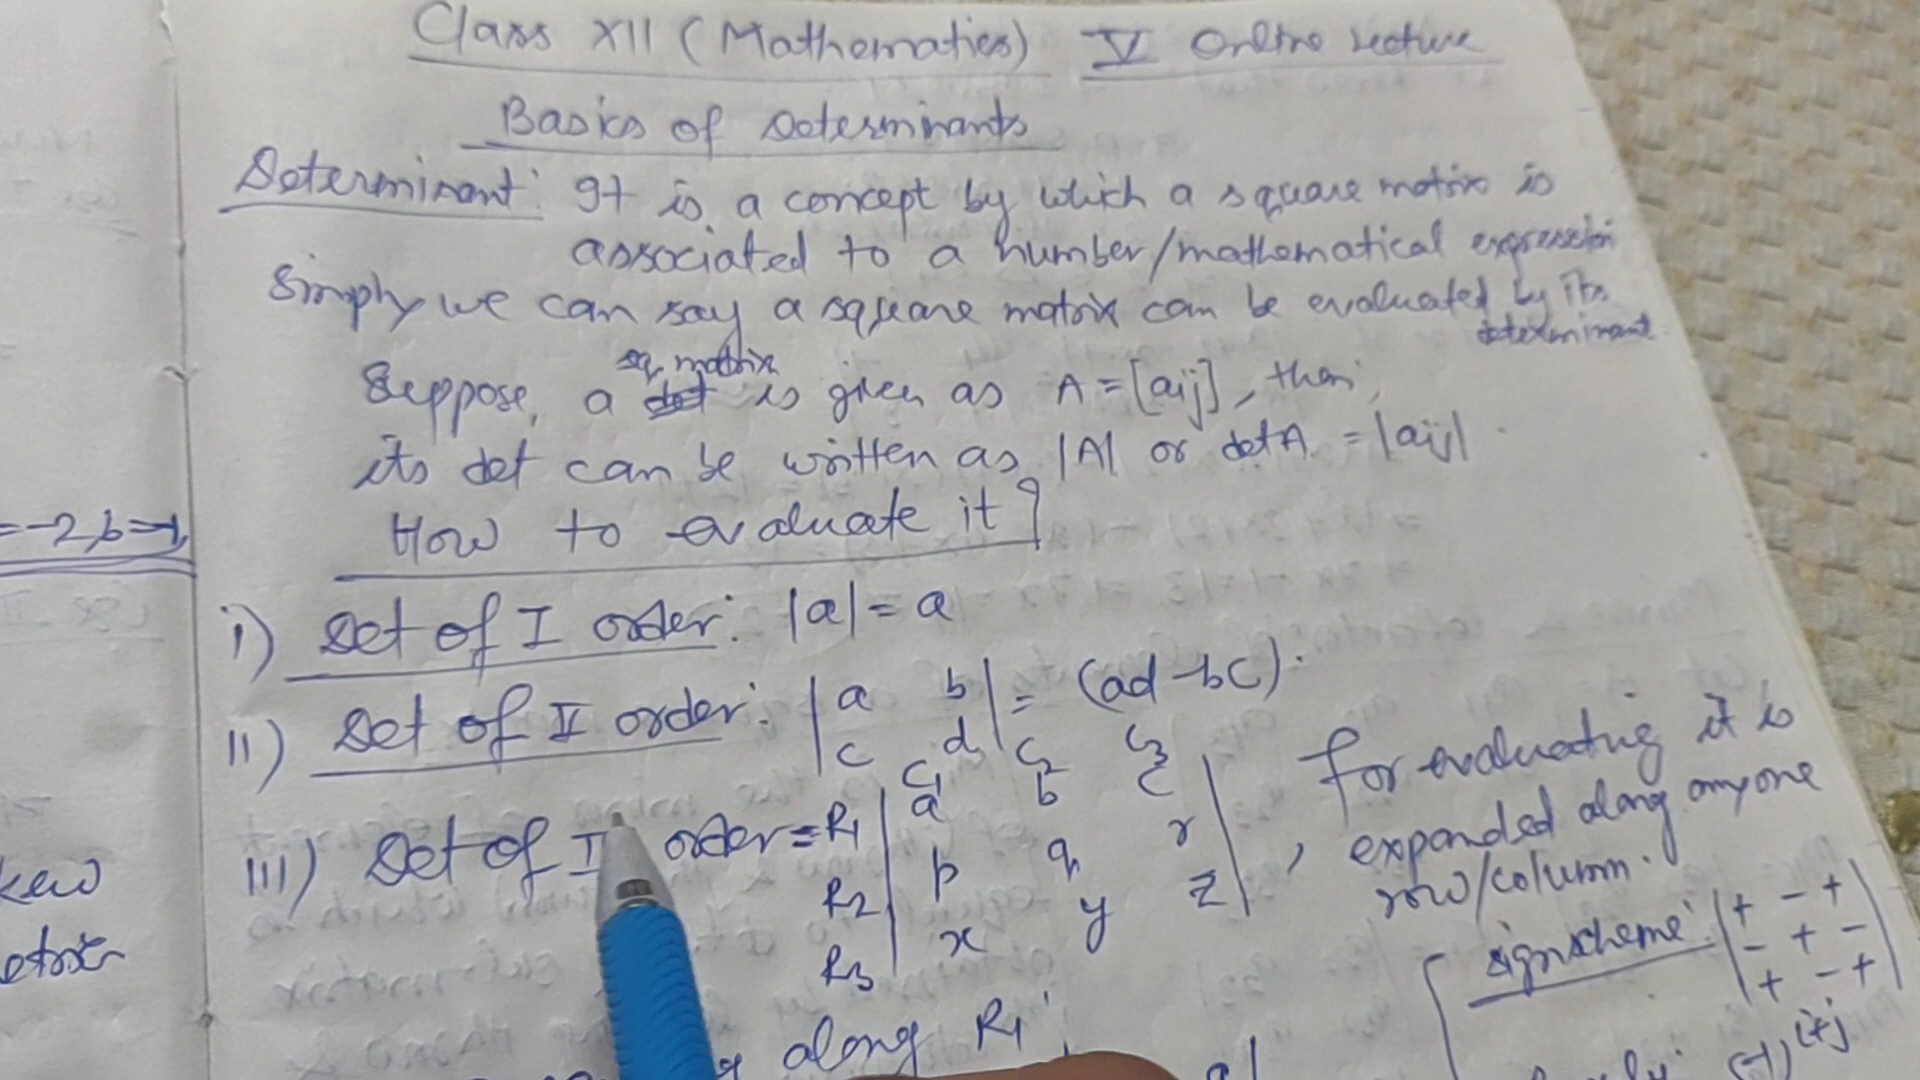 Class XII (Mathematics) V Online Lecture
Basics of Determinants
Determinant: It is a concept by which a square matrix is
associated to a number/mathematical expression
Simply we can say a square matrix can be evaluated by its
determinant.
sq. matrix
Suppose, a is given as A = [aij], then,
its det can be written as |A| or det A = |aij|
How to evaluate it?
i) Det of I order: |a| = a
ii) Det of II order: |a b| = (ad - bc).
c d
C1 C2 C3
iii) Det of order = R1 |a b c| , For evaluating it is
R2 p q r expanded along any one
R3 x y z row/column.
sign scheme: |+ - +|
- + -
+ - +
along R1
(-1)^(i+j)
= -2, b = -1,
kew
etric